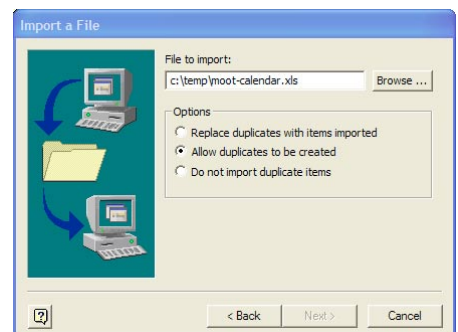 Import a File
File to import:
c:\temp\moot-calendar.xls
Browse ...
Options
Replace duplicates with items imported
Allow duplicates to be created
Do not import duplicate items
?
< Back
Next >
Cancel